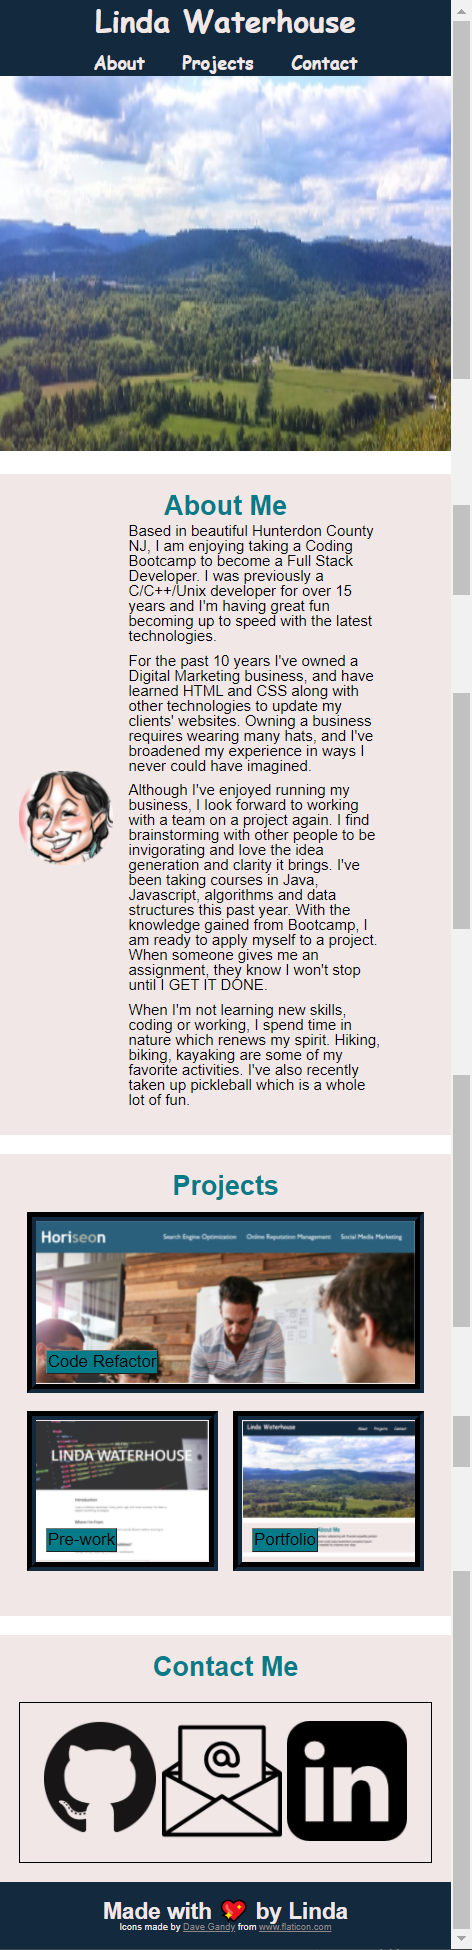 Linda Waterhouse
About Projects Contact
About Me
Based in beautiful Hunterdon County
NJ, I am enjoying taking a Coding
Bootcamp to become a Full Stack
Developer. I was previously a
C/C++/Unix developer for over 15
years and I'm having great fun
becoming up to speed with the latest
technologies.
For the past 10 years I've owned a
Digital Marketing business, and have
learned HTML and CSS along with
other technologies to update my
clients' websites. Owning a business
requires wearing many hats, and I've
broadened my experience in ways I
never could have imagined.
Although I've enjoyed running my
business, I look forward to working
with a team on a project again. I find
brainstorming with other people to be
invigorating and love the idea
generation and clarity it brings. I've
been taking courses in Java,
Javascript, algorithms and data
structures this past year. With the
knowledge gained from Bootcamp, I
am ready to apply myself to a project.
When someone gives me an
assignment, they know I won't stop
until I GET IT DONE.
When I'm not learning new skills,
coding or working, I spend time in
nature which renews my spirit. Hiking,
biking, kayaking are some of my
favorite activities. I've also recently
taken up pickleball which is a whole
lot of fun.
Projects
Horiseon Search Engine Optimization Online Reputation Management Social Media Marketing
Code Refactor
LINDA WATERHOUSE
Introduction
Where I'm From
Pre-work
Linda Waterhouse About Projects Contact
About Me
Portfolio
Contact Me
@
in
Made with 💖 by Linda
Icons made by Dave Gandy from www.flaticon.com